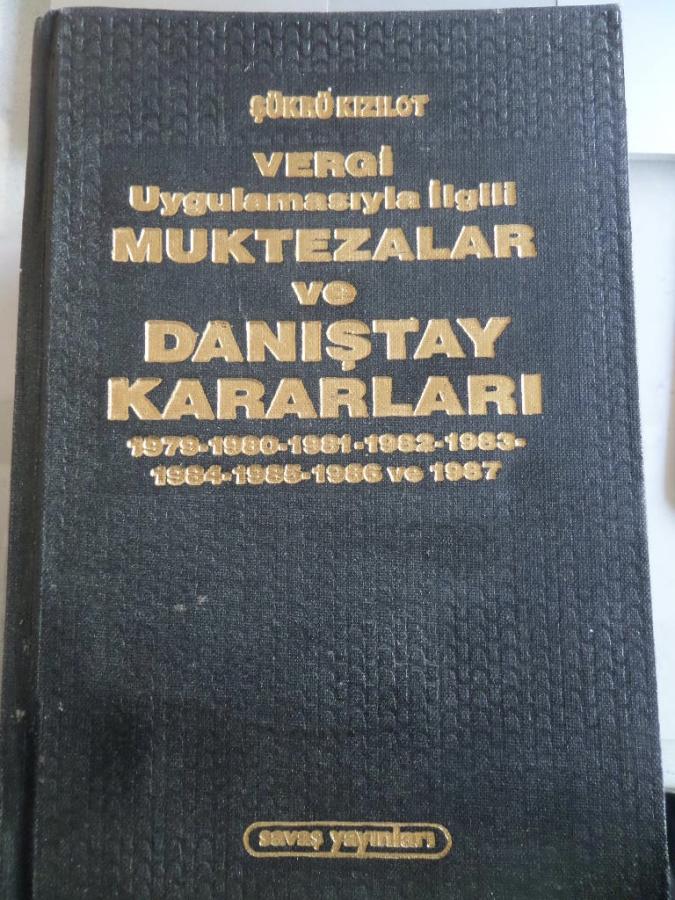 ŞÜKRÜ KIZILOT
VERGİ
Uygulamasıyla İlgili
MUKTEZALAR
ve
DANIŞTAY
KARARLARI
1979-1980-1981-1982-1983-
1984-1985-1986 ve 1987
savaş yayınları